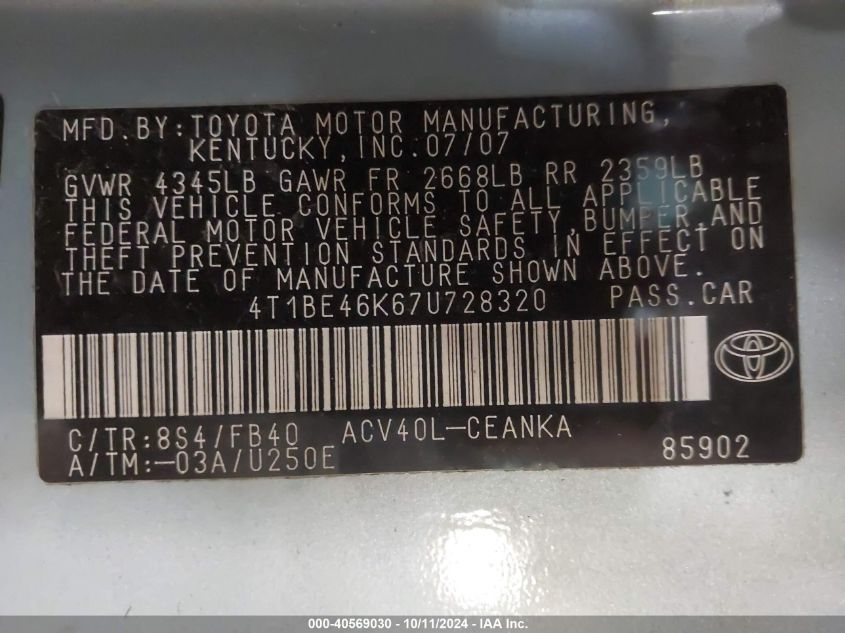 MFD.BY:TOYOTA MOTOR MANUFACTURING,
KENTUCKY,INC.07/07
GVWR 4345LB GAWR FR 2668LB RR 2359LB
THIS VEHICLE CONFORMS TO ALL APPLICABLE
FEDERAL MOTOR VEHICLE SAFETY,BUMPER,AND
THEFT PREVENTION STANDARDS IN EFFECT ON
THE DATE OF MANUFACTURE SHOWN ABOVE.
4T1BE46K67U728320 PASS.CAR
C/TR:8S4/FB40 ACV40L-CEANKA
A/TM:-03A/U250E 85902
000-40569030 - 10/11/2024 - IAA Inc.